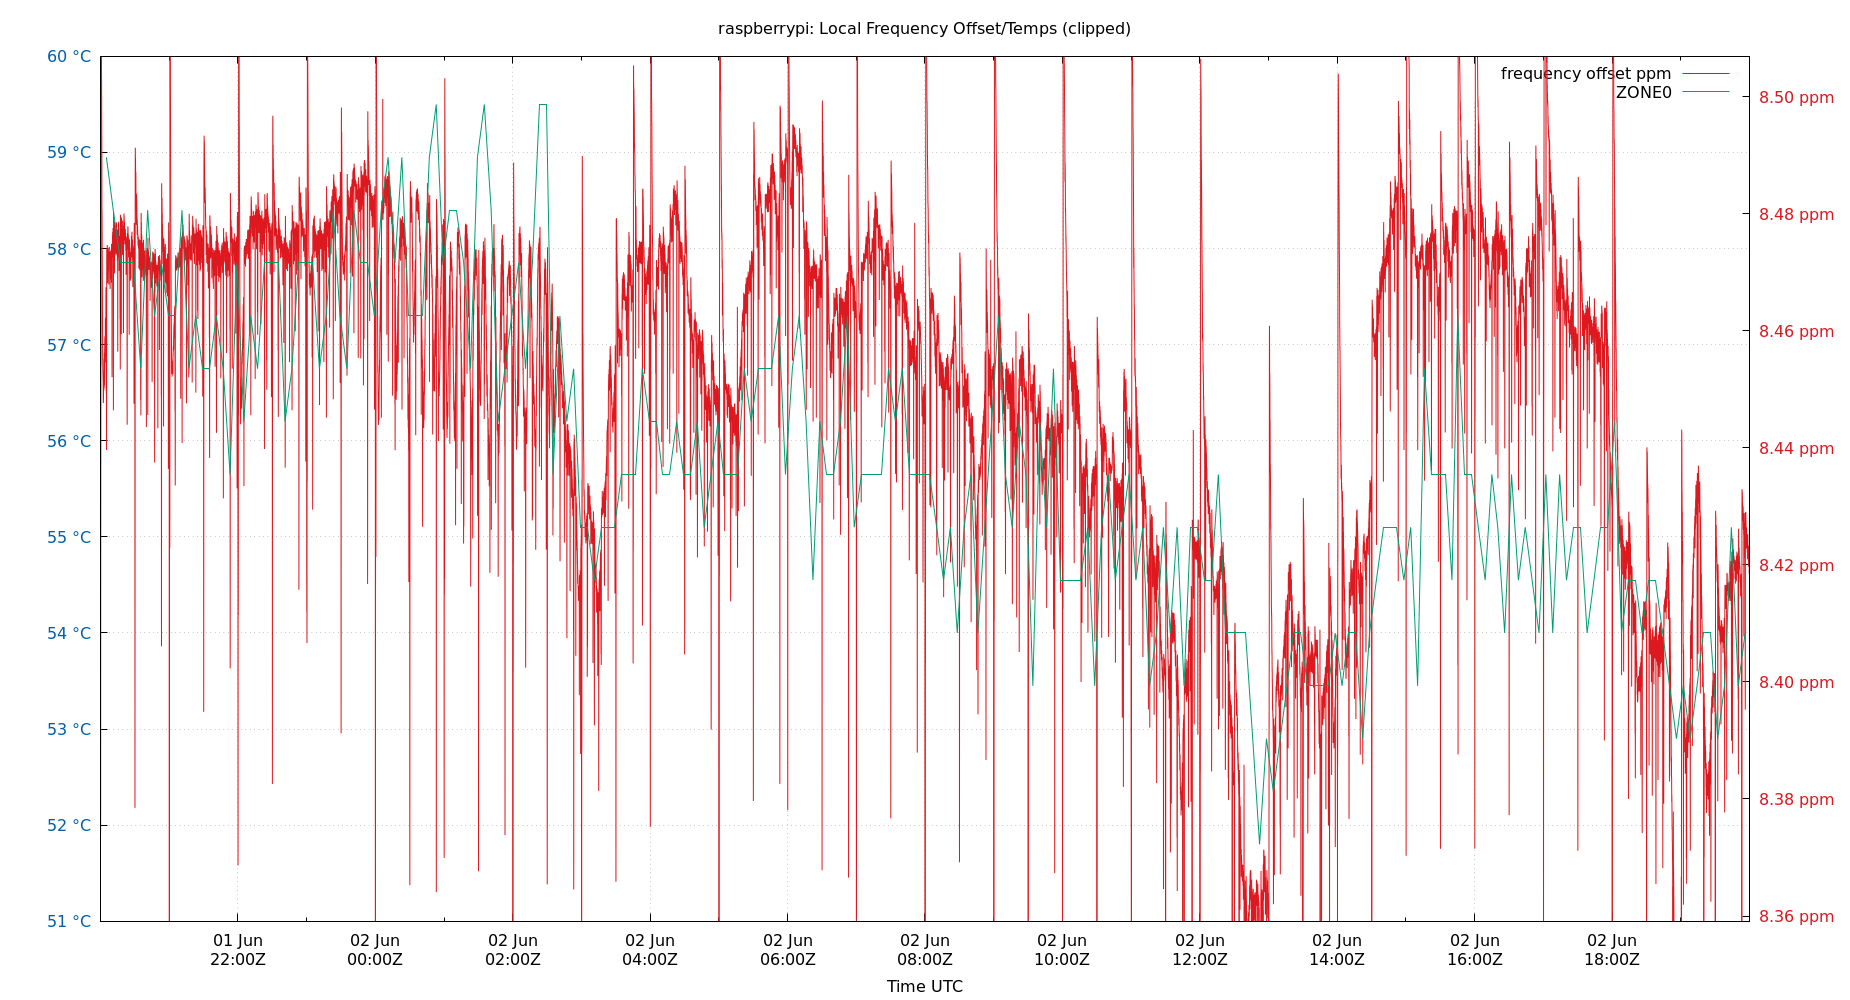 raspberrypi: Local Frequency Offset/Temps (clipped)
60 °C
59 °C
58 °C
57 °C
56 °C
55 °C
54 °C
53 °C
52 °C
51 °C
frequency offset ppm
ZONE0
8.50 ppm
8.48 ppm
8.46 ppm
8.44 ppm
8.42 ppm
8.40 ppm
8.38 ppm
8.36 ppm
01 Jun 02 Jun 02 Jun 02 Jun 02 Jun 02 Jun 02 Jun 02 Jun 02 Jun 02 Jun 02 Jun
22:00Z 00:00Z 02:00Z 04:00Z 06:00Z 08:00Z 10:00Z 12:00Z 14:00Z 16:00Z 18:00Z
Time UTC